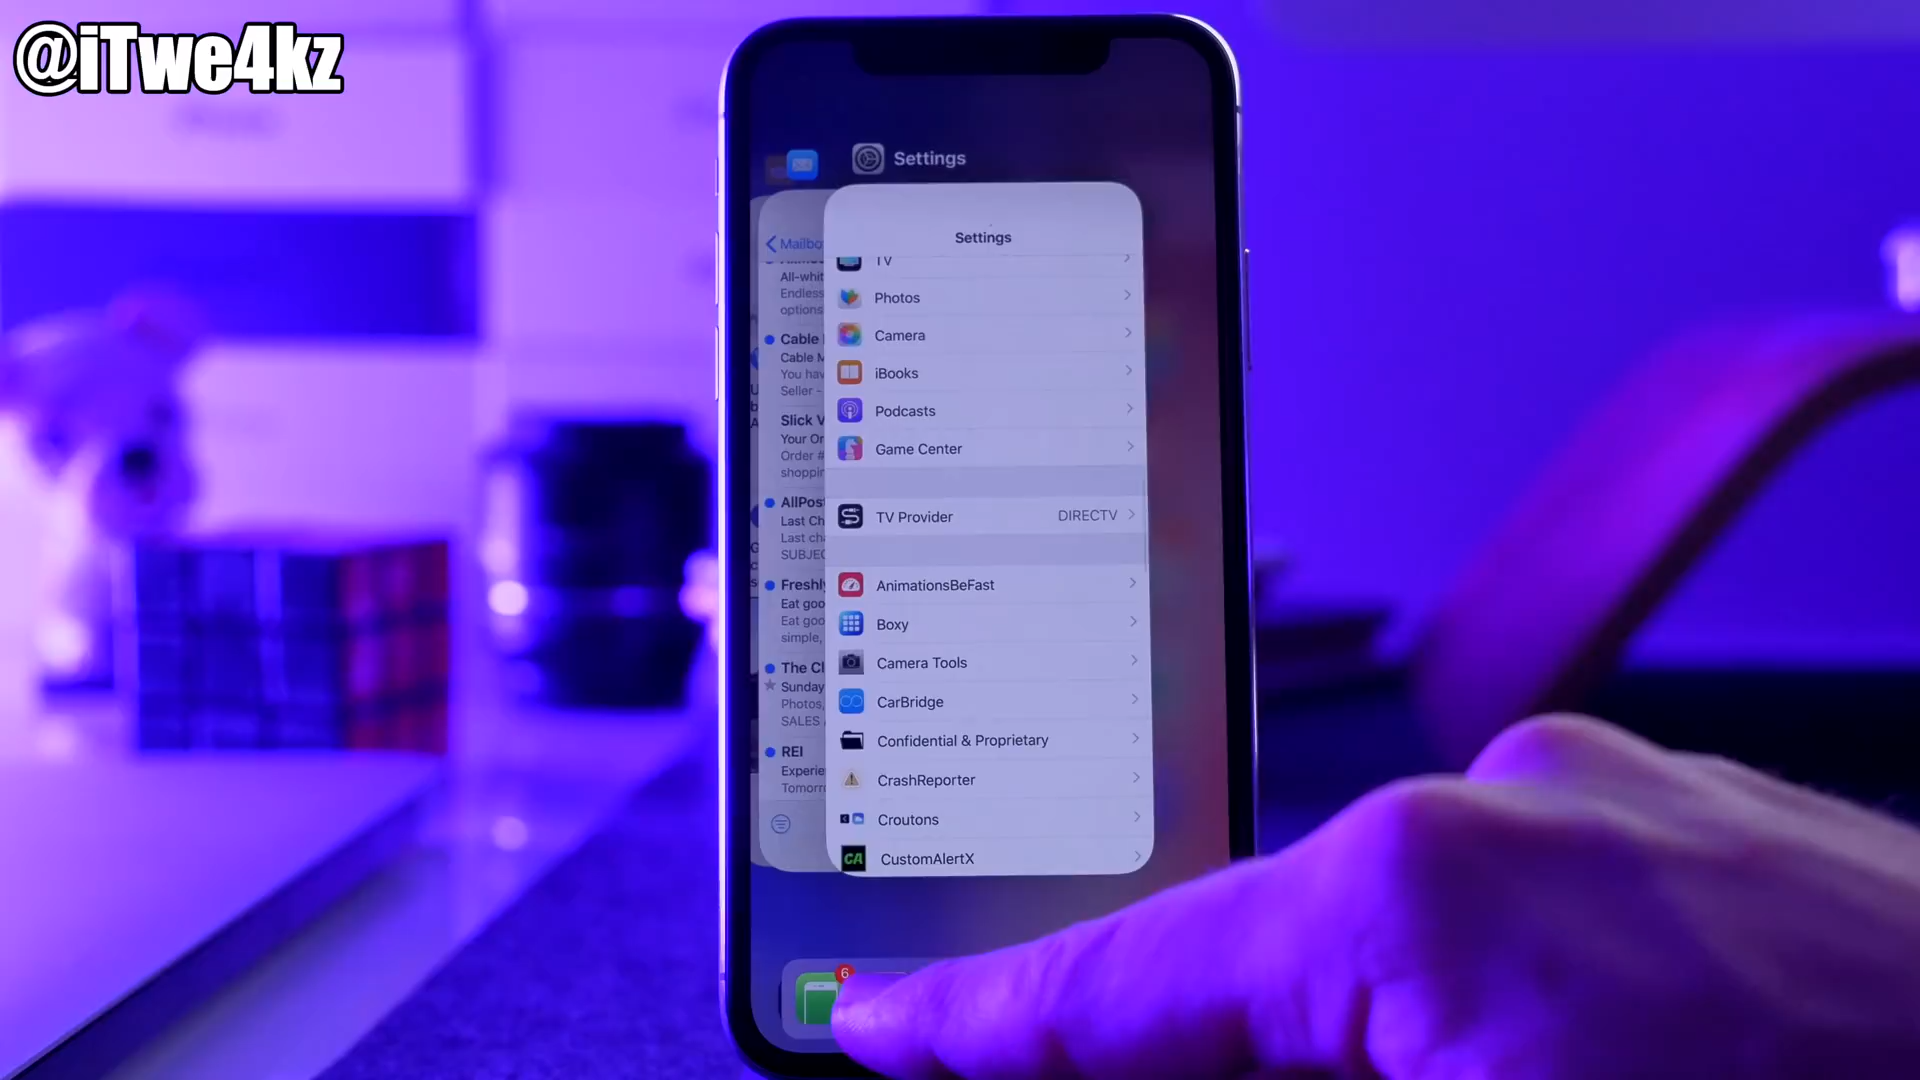 @iTwe4kz
Settings
Settings
TV
Photos
Camera
iBooks
Podcasts
Game Center
TV Provider DIRECTV
AnimationsBeFast
Boxy
Camera Tools
CarBridge
Confidential & Proprietary
CrashReporter
Croutons
CA CustomAlertX
Mailbo
All-whit
Endless
options
Cable
Cable M
You hav
Seller -
Slick V
Your Or
Order #
shoppin
AllPost
Last Ch
Last cha
SUBJEC
Freshly
Eat goo
Eat goo
simple,
The Cl
Sunday
Photos,
SALES
REI
Experie
Tomorro
6